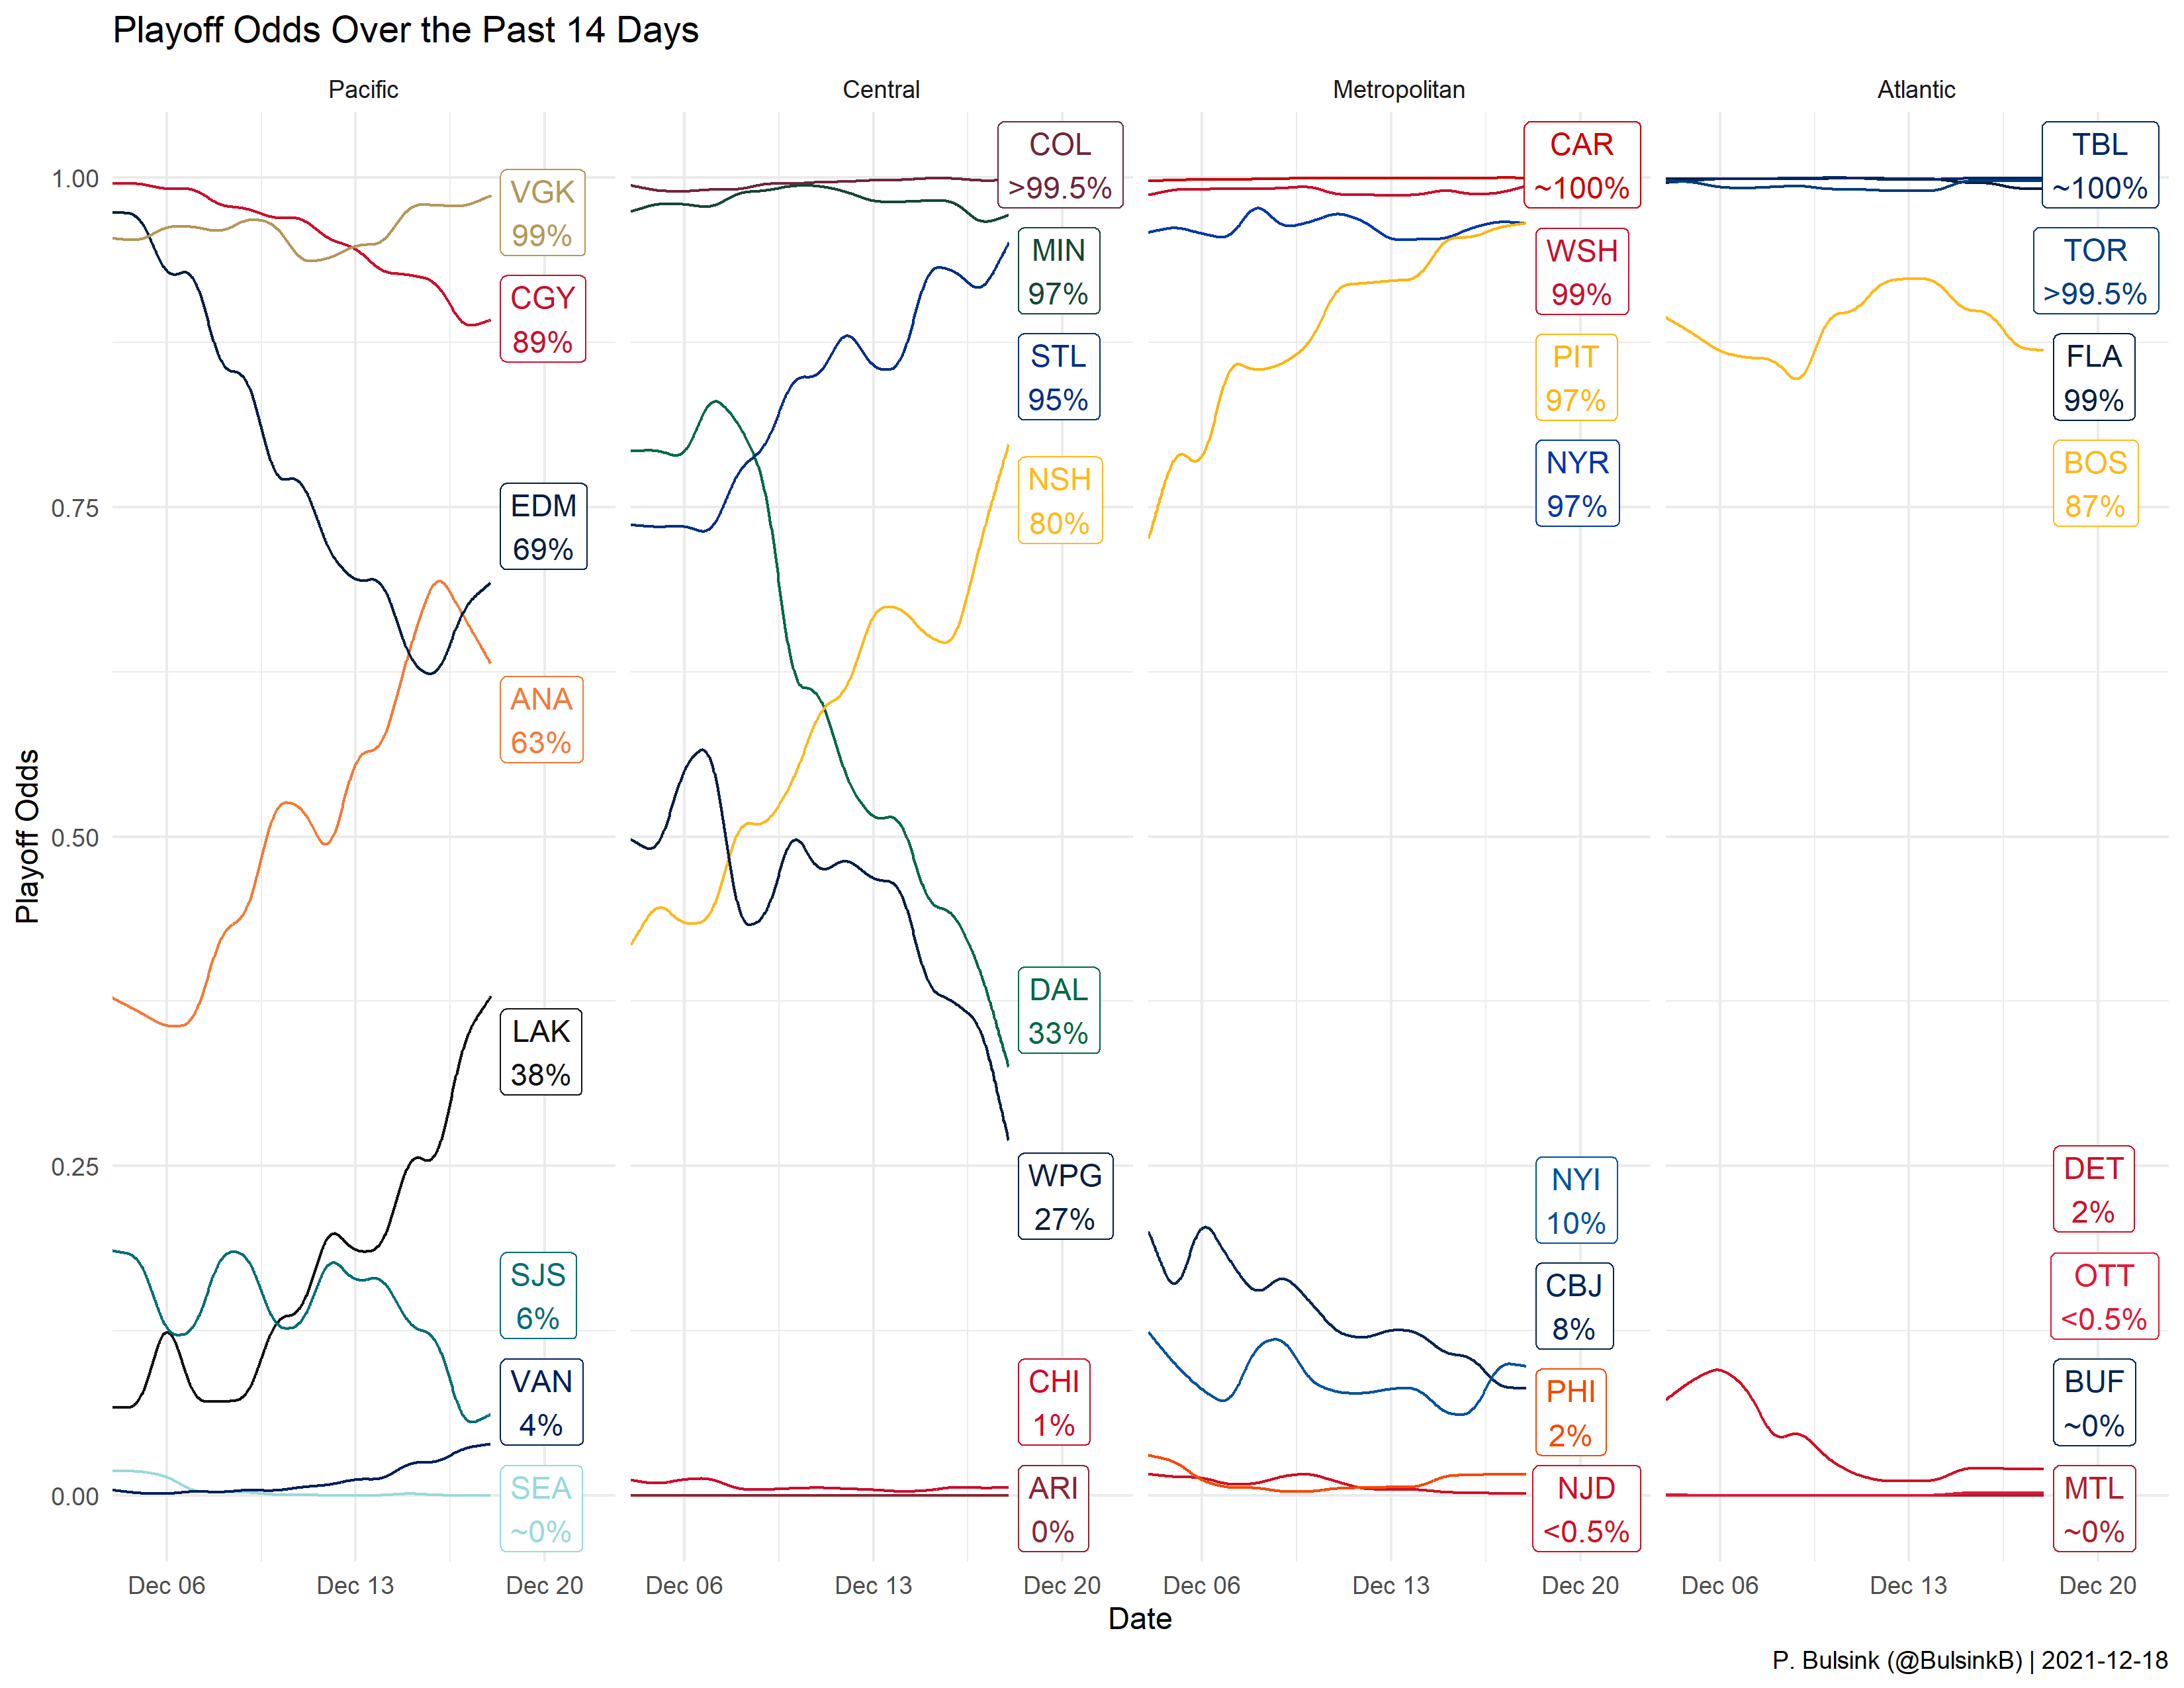 Playoff Odds Over the Past 14 Days
Pacific
Central
Metropolitan
Atlantic
Playoff Odds
1.00
0.75
0.50
0.25
0.00
VGK
99%
CGY
89%
EDM
69%
ANA
63%
LAK
38%
SJS
6%
VAN
4%
SEA
~0%
COL
>99.5%
MIN
97%
STL
95%
NSH
80%
DAL
33%
WPG
27%
CHI
1%
ARI
0%
CAR
~100%
WSH
99%
PIT
97%
NYR
97%
NYI
10%
CBJ
8%
PHI
2%
NJD
<0.5%
TBL
~100%
TOR
>99.5%
FLA
99%
BOS
87%
DET
2%
OTT
<0.5%
BUF
~0%
MTL
~0%
Dec 06
Dec 13
Dec 20
Dec 06
Dec 13
Dec 20
Dec 06
Dec 13
Dec 20
Dec 06
Dec 13
Dec 20
Date
P. Bulsink (@BulsinkB) | 2021-12-18